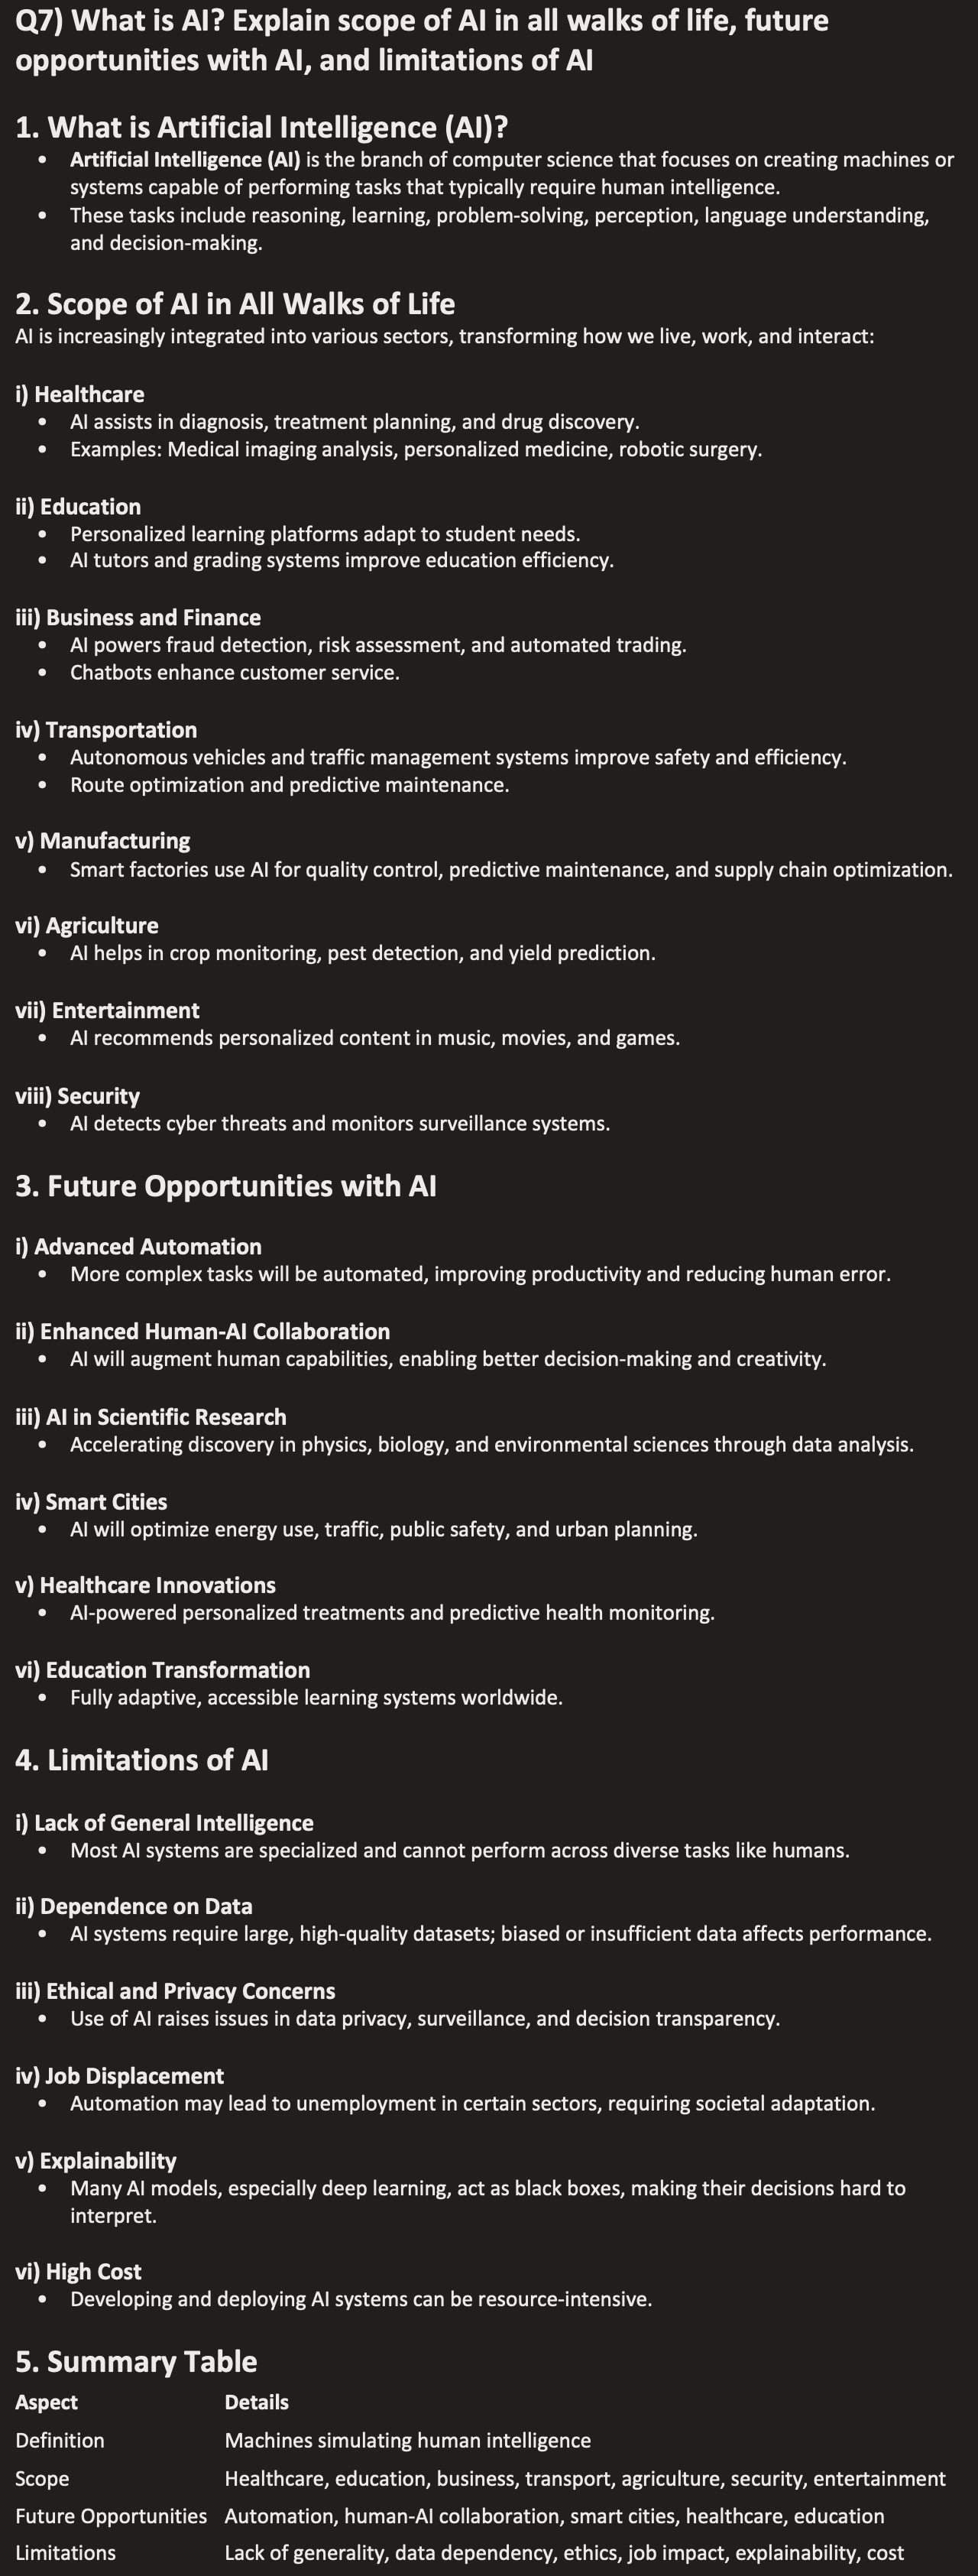 Q7) What is AI? Explain scope of AI in all walks of life, future
opportunities with AI, and limitations of AI
1. What is Artificial Intelligence (AI)?
• Artificial Intelligence (AI) is the branch of computer science that focuses on creating machines or
systems capable of performing tasks that typically require human intelligence.
• These tasks include reasoning, learning, problem-solving, perception, language understanding,
and decision-making.
2. Scope of AI in All Walks of Life
AI is increasingly integrated into various sectors, transforming how we live, work, and interact:
i) Healthcare
• AI assists in diagnosis, treatment planning, and drug discovery.
• Examples: Medical imaging analysis, personalized medicine, robotic surgery.
ii) Education
• Personalized learning platforms adapt to student needs.
• AI tutors and grading systems improve education efficiency.
iii) Business and Finance
• AI powers fraud detection, risk assessment, and automated trading.
• Chatbots enhance customer service.
iv) Transportation
• Autonomous vehicles and traffic management systems improve safety and efficiency.
• Route optimization and predictive maintenance.
v) Manufacturing
• Smart factories use AI for quality control, predictive maintenance, and supply chain optimization.
vi) Agriculture
• AI helps in crop monitoring, pest detection, and yield prediction.
vii) Entertainment
• AI recommends personalized content in music, movies, and games.
viii) Security
• AI detects cyber threats and monitors surveillance systems.
3. Future Opportunities with AI
i) Advanced Automation
• More complex tasks will be automated, improving productivity and reducing human error.
ii) Enhanced Human-AI Collaboration
• AI will augment human capabilities, enabling better decision-making and creativity.
iii) AI in Scientific Research
• Accelerating discovery in physics, biology, and environmental sciences through data analysis.
iv) Smart Cities
• AI will optimize energy use, traffic, public safety, and urban planning.
v) Healthcare Innovations
• AI-powered personalized treatments and predictive health monitoring.
vi) Education Transformation
• Fully adaptive, accessible learning systems worldwide.
4. Limitations of AI
i) Lack of General Intelligence
• Most AI systems are specialized and cannot perform across diverse tasks like humans.
ii) Dependence on Data
• AI systems require large, high-quality datasets; biased or insufficient data affects performance.
iii) Ethical and Privacy Concerns
• Use of AI raises issues in data privacy, surveillance, and decision transparency.
iv) Job Displacement
• Automation may lead to unemployment in certain sectors, requiring societal adaptation.
v) Explainability
• Many AI models, especially deep learning, act as black boxes, making their decisions hard to
interpret.
vi) High Cost
• Developing and deploying AI systems can be resource-intensive.
5. Summary Table
Aspect Details
Definition Machines simulating human intelligence
Scope Healthcare, education, business, transport, agriculture, security, entertainment
Future Opportunities Automation, human-AI collaboration, smart cities, healthcare, education
Limitations Lack of generality, data dependency, ethics, job impact, explainability, cost